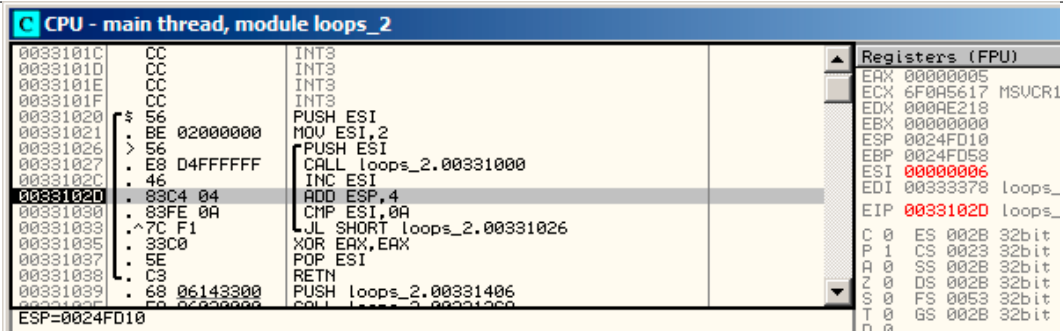 C CPU - main thread, module loops_2
0033101C CC INT3
0033101D CC INT3
0033101E CC INT3
0033101F CC INT3
00331020 $ 56 PUSH ESI
00331021 . BE 02000000 MOV ESI,2
00331026 > 56 PUSH ESI
00331027 . E8 D4FFFFFF CALL loops_2.00331000
0033102C . 46 INC ESI
0033102D . 83C4 04 ADD ESP,4
00331030 . 83FE 0A CMP ESI,0A
00331033 .^7C F1 JL SHORT loops_2.00331026
00331035 . 33C0 XOR EAX,EAX
00331037 . 5E POP ESI
00331038 . C3 RETN
00331039 . 68 06143300 PUSH loops_2.00331406
ESP=0024FD10
Registers (FPU)
EAX 00000005
ECX 6F0A5617 MSVCR1
EDX 000AE218
EBX 00000000
ESP 0024FD10
EBP 0024FD58
ESI 00000006
EDI 00333378 loops_
EIP 0033102D loops_
C 0 ES 002B 32bit
P 1 CS 0023 32bit
A 0 SS 002B 32bit
Z 0 DS 002B 32bit
S 0 FS 0053 32bit
T 0 GS 002B 32bit